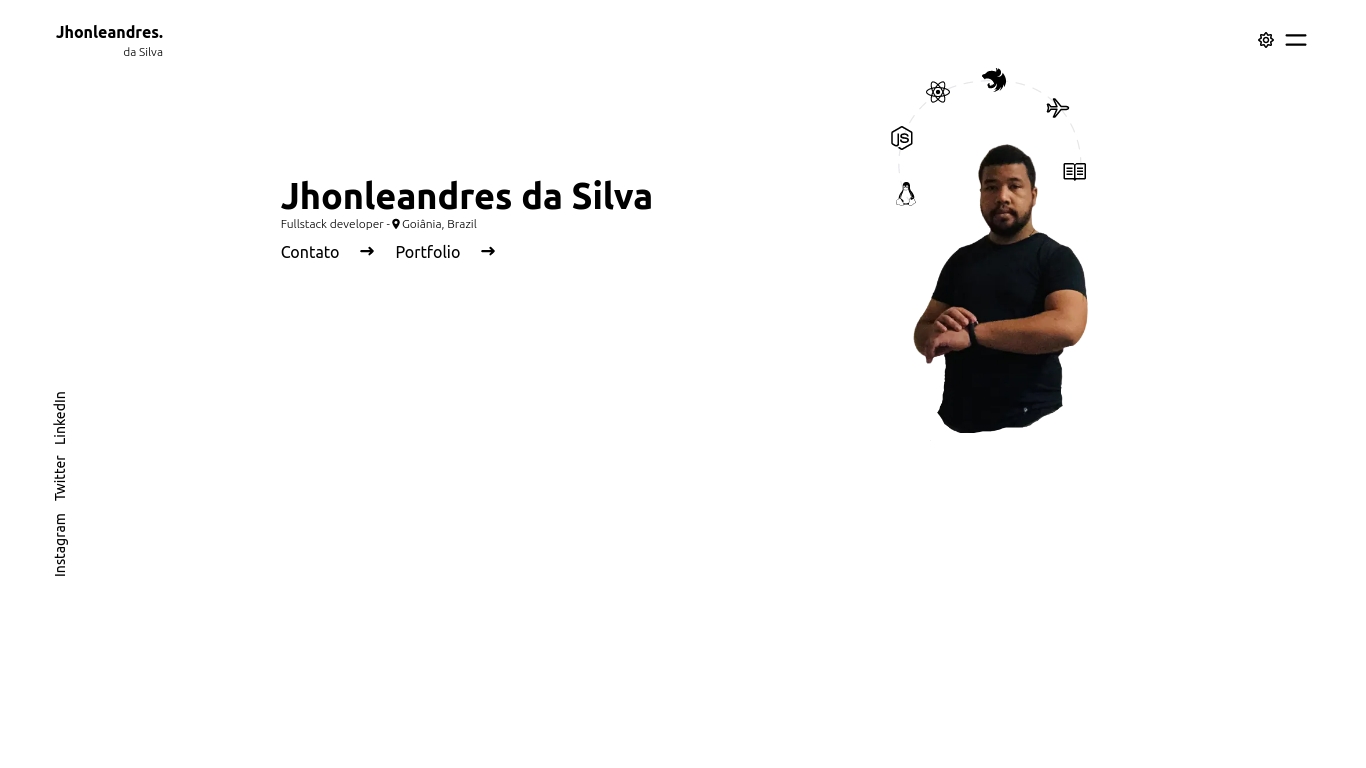 Jhonleandres.
da Silva
Jhonleandres da Silva
Fullstack developer - Goiânia, Brazil
Contato → Portfolio →
LinkedIn
Twitter
Instagram